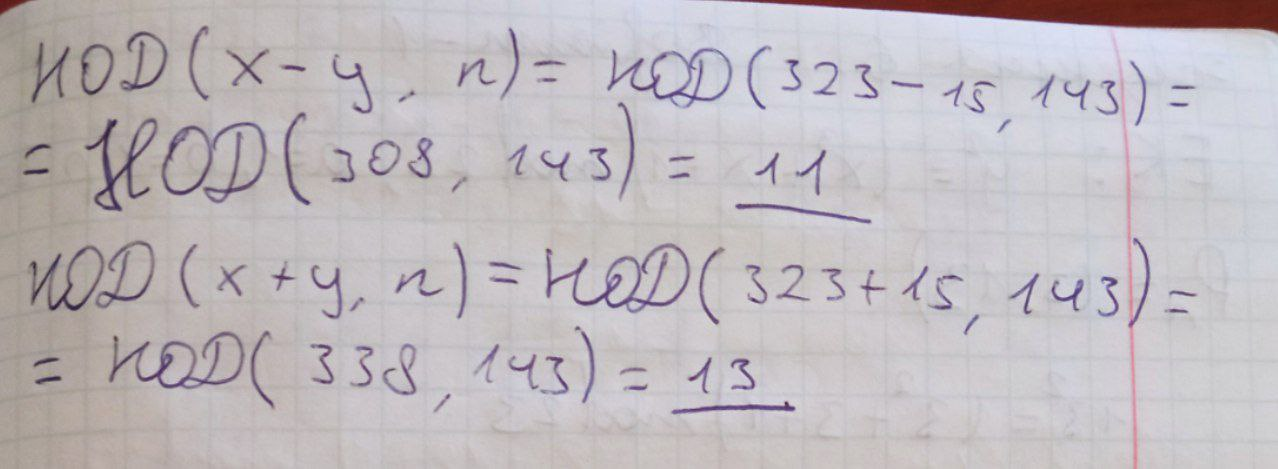 НОД(x-y, n) = НОД(323-15, 143) =
= НОД(308, 143) = 11
НОД(x+y, n) = НОД(323+15, 143) =
= НОД(338, 143) = 13